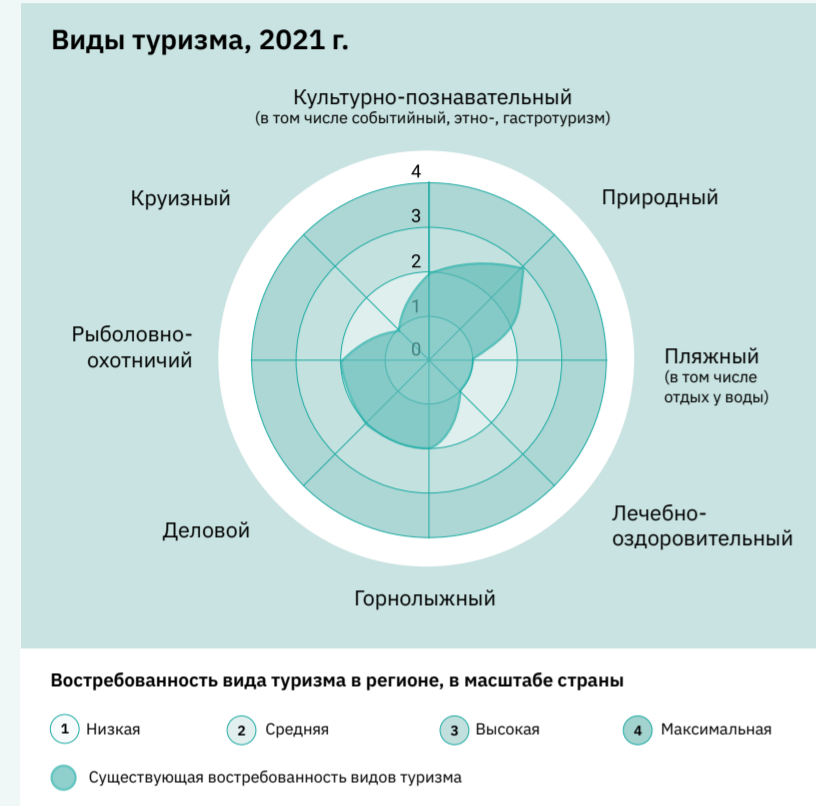 Виды туризма, 2021 г.
Культурно-познавательный
(в том числе событийный, этно-, гастротуризм)
Круизный
Природный
4
3
2
1
0
Рыболовно-
охотничий
Пляжный
(в том числе
отдых у воды)
Деловой
Лечебно-
оздоровительный
Горнолыжный
Востребованность вида туризма в регионе, в масштабе страны
1 Низкая
2 Средняя
3 Высокая
4 Максимальная
Существующая востребованность видов туризма